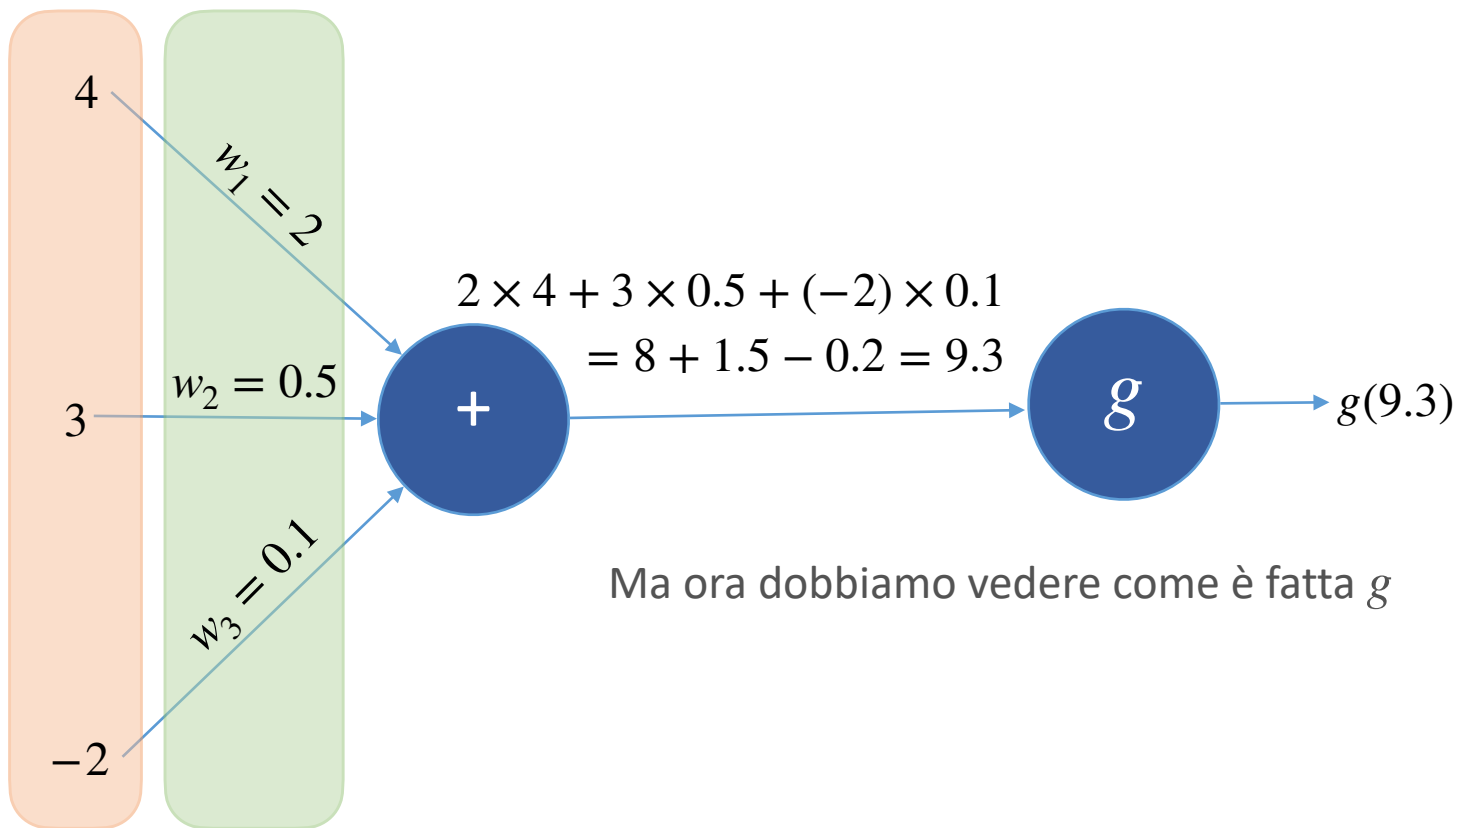 4
w₁ = 2
2 × 4 + 3 × 0.5 + (−2) × 0.1
= 8 + 1.5 − 0.2 = 9.3
w₂ = 0.5
3
+
g
g(9.3)
w₃ = 0.1
Ma ora dobbiamo vedere come è fatta g
−2